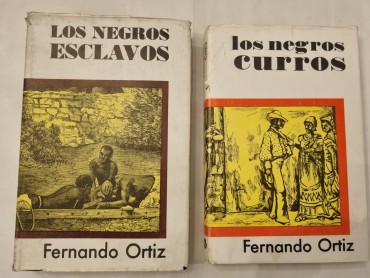 LOS NEGROS
ESCLAVOS
Fernando Ortiz
los negros
curros
Fernando Ortiz